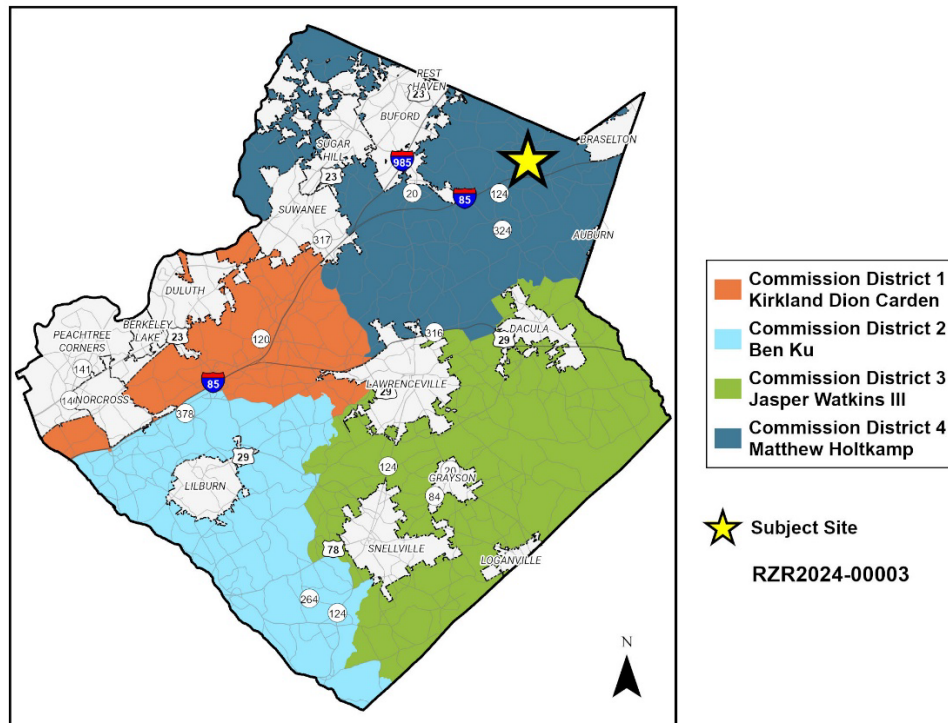 REST
HAVEN
23
BUFORD
BRASELTON
SUGAR
HILL
985
23
20
85
124
SUWANEE
324
317
AUBURN
DULUTH
BERKELEY
LAKE
23
PEACHTREE
CORNERS
141
120
316
DACULA
29
85
LAWRENCEVILLE
29
14
NORCROSS
378
29
LILBURN
124
20
GRAYSON
84
78
SNELLVILLE
LOGANVILLE
264
124
N
Commission District 1
Kirkland Dion Carden
Commission District 2
Ben Ku
Commission District 3
Jasper Watkins III
Commission District 4
Matthew Holtkamp
Subject Site
RZR2024-00003